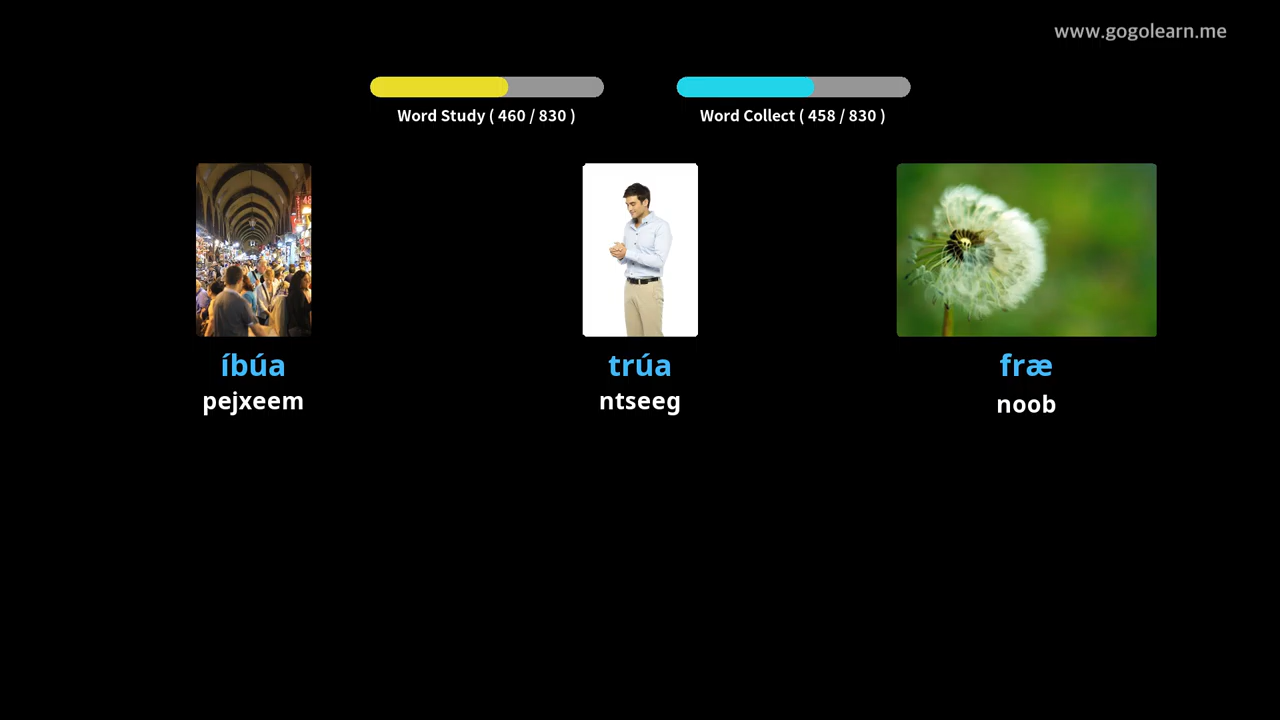 www.gogolearn.me
Word Study ( 460 / 830 )
Word Collect ( 458 / 830 )
íbúa
trúa
fræ
pejxeem
ntseeg
noob